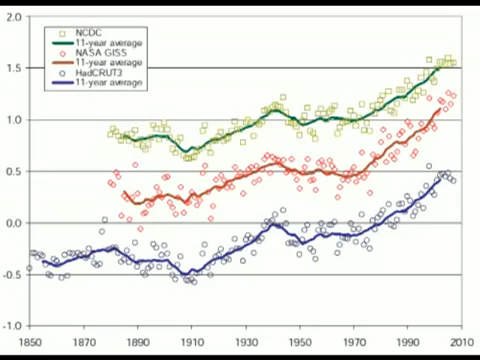 2.0
NCDC
11-year average
NASA GISS
11-year average
HadCRUT3
11-year average
1.5
1.0
0.5
0.0
-0.5
-1.0
1850 1870 1890 1910 1930 1950 1970 1990 2010